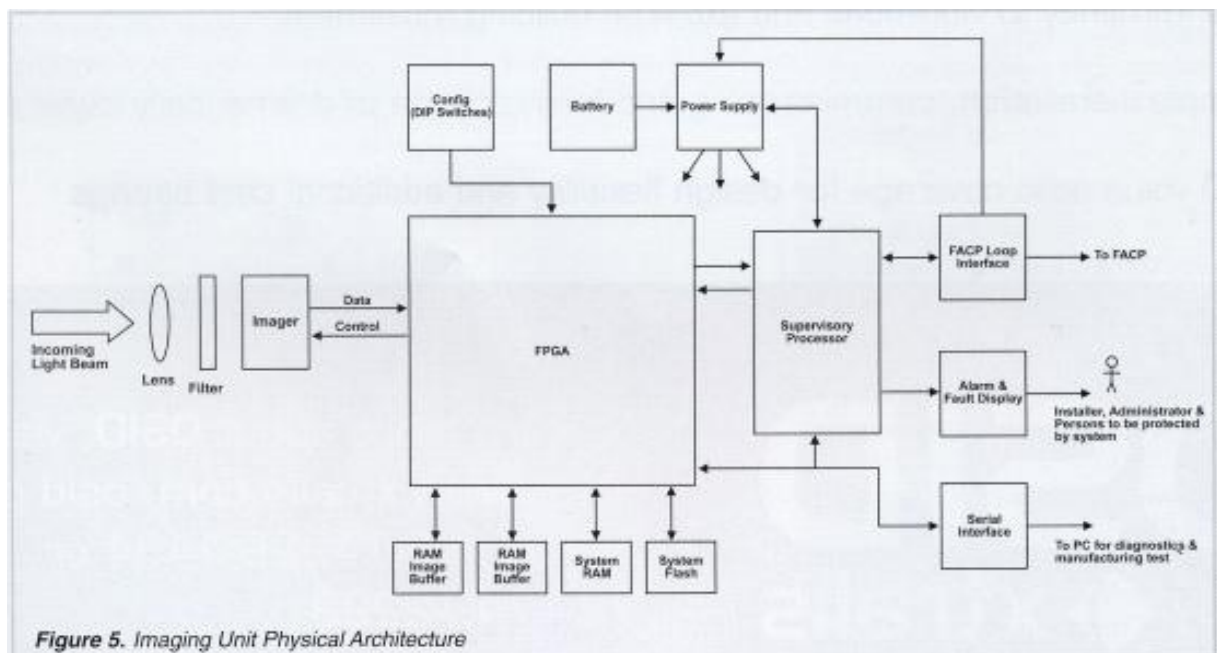 Config
(DIP Switches)
Battery
Power Supply
FACP Loop
Interface
To FACP
Data
Control
Imager
Incoming
Light Beam
Lens
Filter
FPGA
Supervisory
Processor
Alarm &
Fault Display
Installer, Administrator &
Persons to be protected
by system
Serial
Interface
To PC for diagnostics &
manufacturing test
RAM
Image
Buffer
RAM
Image
Buffer
System
RAM
System
Flash
Figure 5. Imaging Unit Physical Architecture